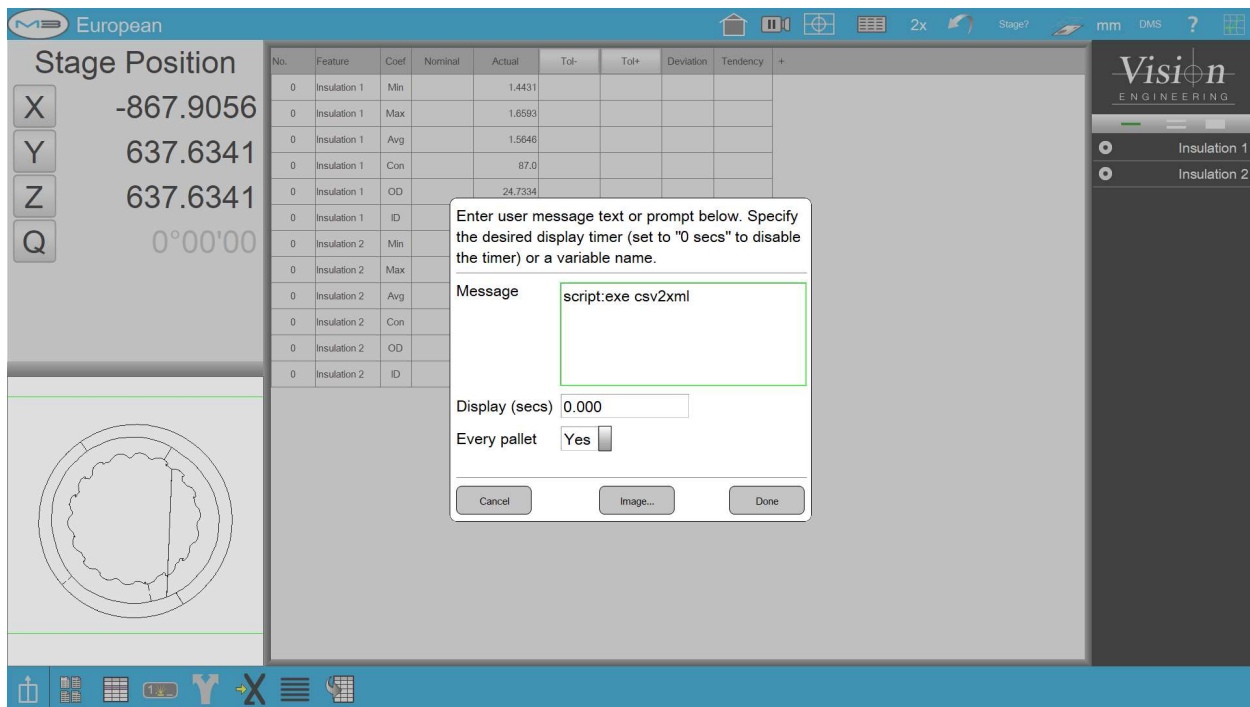 M3 European
2x Stage? mm DMS ?
Stage Position
X -867.9056
Y 637.6341
Z 637.6341
Q 0°00'00
No. Feature Coef Nominal Actual Tol- Tol+ Deviation Tendency +
0 Insulation 1 Min 1.4431
0 Insulation 1 Max 1.6593
0 Insulation 1 Avg 1.5646
0 Insulation 1 Con 87.0
0 Insulation 1 OD 24.7334
0 Insulation 1 ID
0 Insulation 2 Min
0 Insulation 2 Max
0 Insulation 2 Avg
0 Insulation 2 Con
0 Insulation 2 OD
0 Insulation 2 ID
Enter user message text or prompt below. Specify
the desired display timer (set to "0 secs" to disable
the timer) or a variable name.
Message script:exe csv2xml
Display (secs) 0.000
Every pallet Yes
Cancel Image... Done
Vision
ENGINEERING
Insulation 1
Insulation 2